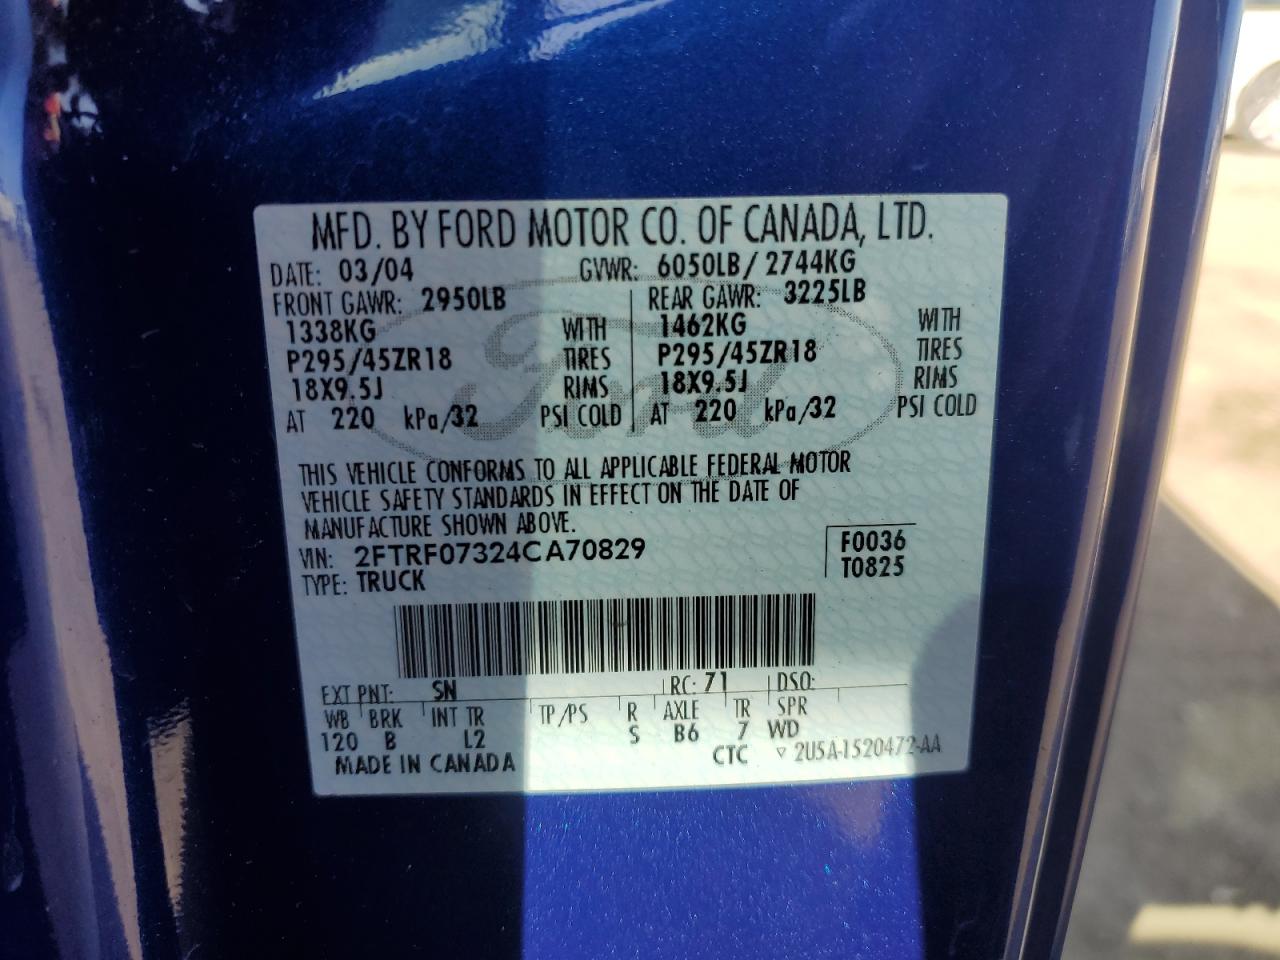 MFD. BY FORD MOTOR CO. OF CANADA, LTD.
DATE: 03/04 GVWR: 6050LB/2744KG
FRONT GAWR: 2950LB REAR GAWR: 3225LB
1338KG WITH 1462KG WITH
P295/45ZR18 TIRES P295/45ZR18 TIRES
18X9.5J RIMS 18X9.5J RIMS
AT 220 kPa/32 PSI COLD AT 220 kPa/32 PSI COLD
Ford
THIS VEHICLE CONFORMS TO ALL APPLICABLE FEDERAL MOTOR
VEHICLE SAFETY STANDARDS IN EFFECT ON THE DATE OF
MANUFACTURE SHOWN ABOVE.
VIN: 2FTRF07324CA70829 F0036
TYPE: TRUCK T0825
EXT PNT: SN RC: 71 DSO:
WB BRK INT TR TP/PS R AXLE TR SPR
120 B L2 S B6 7 WD
MADE IN CANADA CTC ▽ 2U5A-1520472-AA